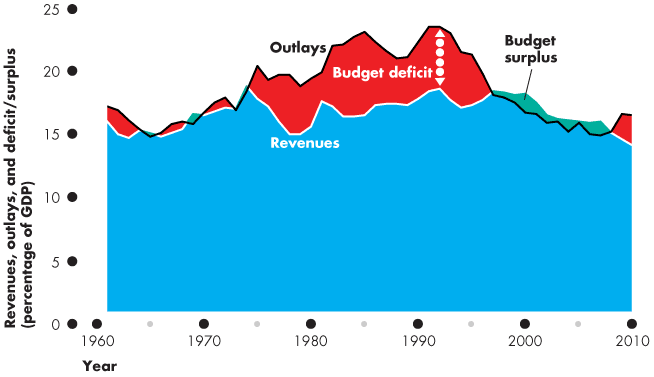 Revenues, outlays, and deficit/surplus
(percentage of GDP)
25
20
15
10
5
0
Outlays
Budget deficit
Budget
surplus
Revenues
1960
1970
1980
1990
2000
2010
Year